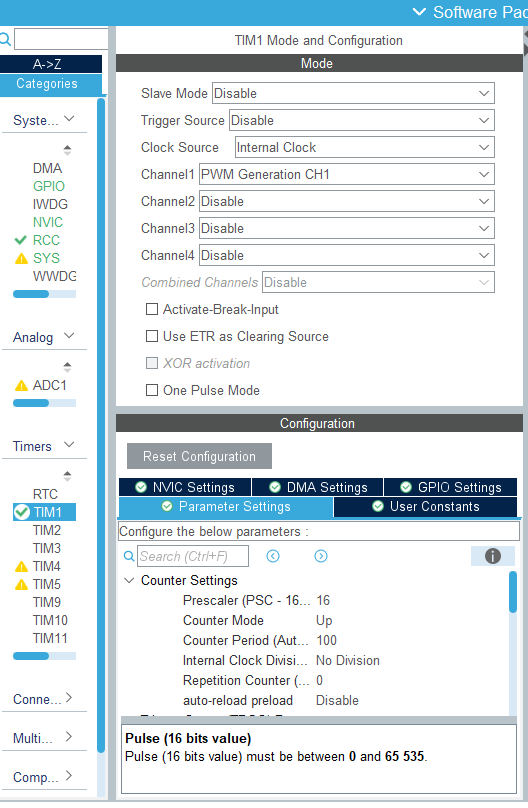 Software Pac
TIM1 Mode and Configuration
A->Z
Categories
Syste...
DMA
GPIO
IWDG
NVIC
RCC
SYS
WWDG
Analog
ADC1
Timers
RTC
TIM1
TIM2
TIM3
TIM4
TIM5
TIM9
TIM10
TIM11
Conne...
Multi...
Comp...
Mode
Slave Mode Disable
Trigger Source Disable
Clock Source Internal Clock
Channel1 PWM Generation CH1
Channel2 Disable
Channel3 Disable
Channel4 Disable
Combined Channels Disable
Activate-Break-Input
Use ETR as Clearing Source
XOR activation
One Pulse Mode
Configuration
Reset Configuration
NVIC Settings DMA Settings GPIO Settings
Parameter Settings User Constants
Configure the below parameters :
Search (Ctrl+F)
Counter Settings
Prescaler (PSC - 16... 16
Counter Mode Up
Counter Period (Aut... 100
Internal Clock Divisi... No Division
Repetition Counter (... 0
auto-reload preload Disable
Pulse (16 bits value)
Pulse (16 bits value) must be between 0 and 65 535.